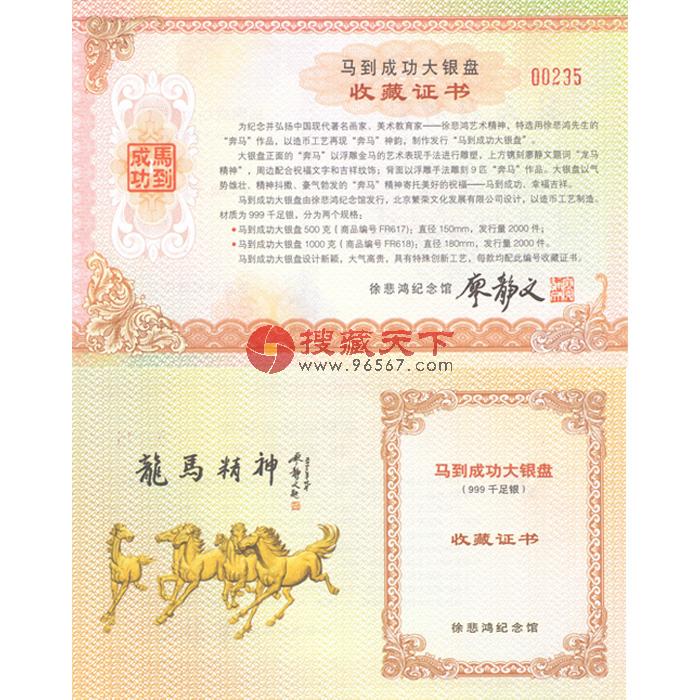 马到成功大银盘
收藏证书
00235
馬到
成功
为纪念并弘扬中国现代著名画家、美术教育家——徐悲鸿艺术精神，特选用徐悲鸿先生的
“奔马”作品，以造币工艺再现“奔马”神韵，制作发行“马到成功大银盘”。
大银盘正面的“奔马”以浮雕金马的艺术表现手法进行雕塑，上方镌刻廖静文题词“龙马
精神”，周边配合祝福文字和吉祥纹饰；背面以浮雕手法雕刻9匹“奔马”作品。大银盘以气
势雄壮、精神抖擞、豪气勃发的“奔马”精神寄托美好的祝福——马到成功、幸福吉祥。
马到成功大银盘由徐悲鸿纪念馆发行，北京繁荣文化发展有限公司设计，以造币工艺制造。
材质为999千足银，分为两个规格：
•马到成功大银盘500克（商品编号FR617）；直径150mm，发行量2000件；
•马到成功大银盘1000克（商品编号FR618）；直径180mm，发行量2000件。
马到成功大银盘设计新颖，大气高贵，具有特殊创新工艺，每款均配此编号收藏证书。
徐悲鸿纪念馆 廖静文
搜藏天下
www.96567.com
龍馬精神
廖静文题
马到成功大银盘
（999千足银）
收藏证书
徐悲鸿纪念馆